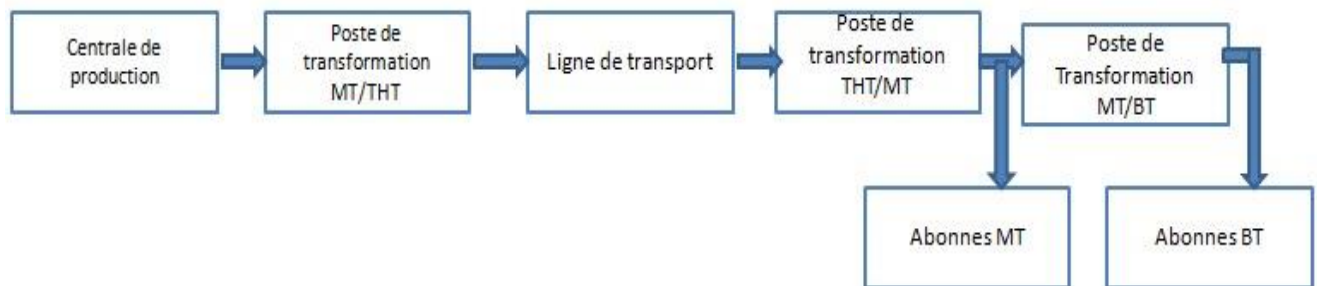 Centrale de
production
Poste de
transformation
MT/THT
Ligne de transport
Poste de
transformation
THT/MT
Poste de
Transformation
MT/BT
Abonnes MT
Abonnes BT